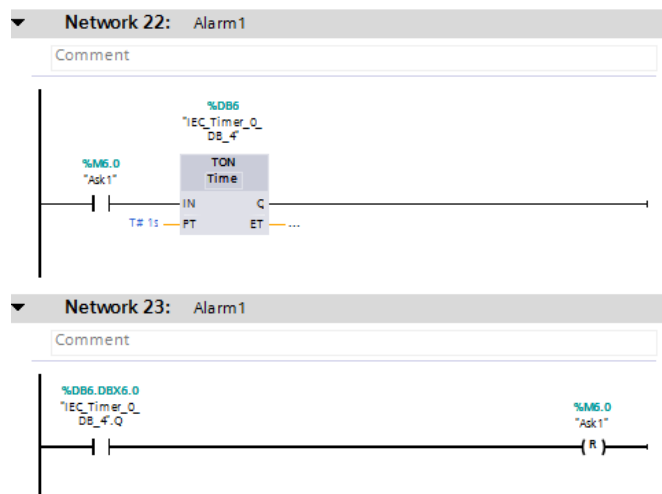 Network 22: Alarm1
Comment
%DB6
"IEC_Timer_0_
DB_4"
%M6.0
"Ask1"
TON
Time
IN Q
T# 1s PT ET ...
Network 23: Alarm1
Comment
%DB6.DBX6.0
"IEC_Timer_0_
DB_4".Q
%M6.0
"Ask1"
R